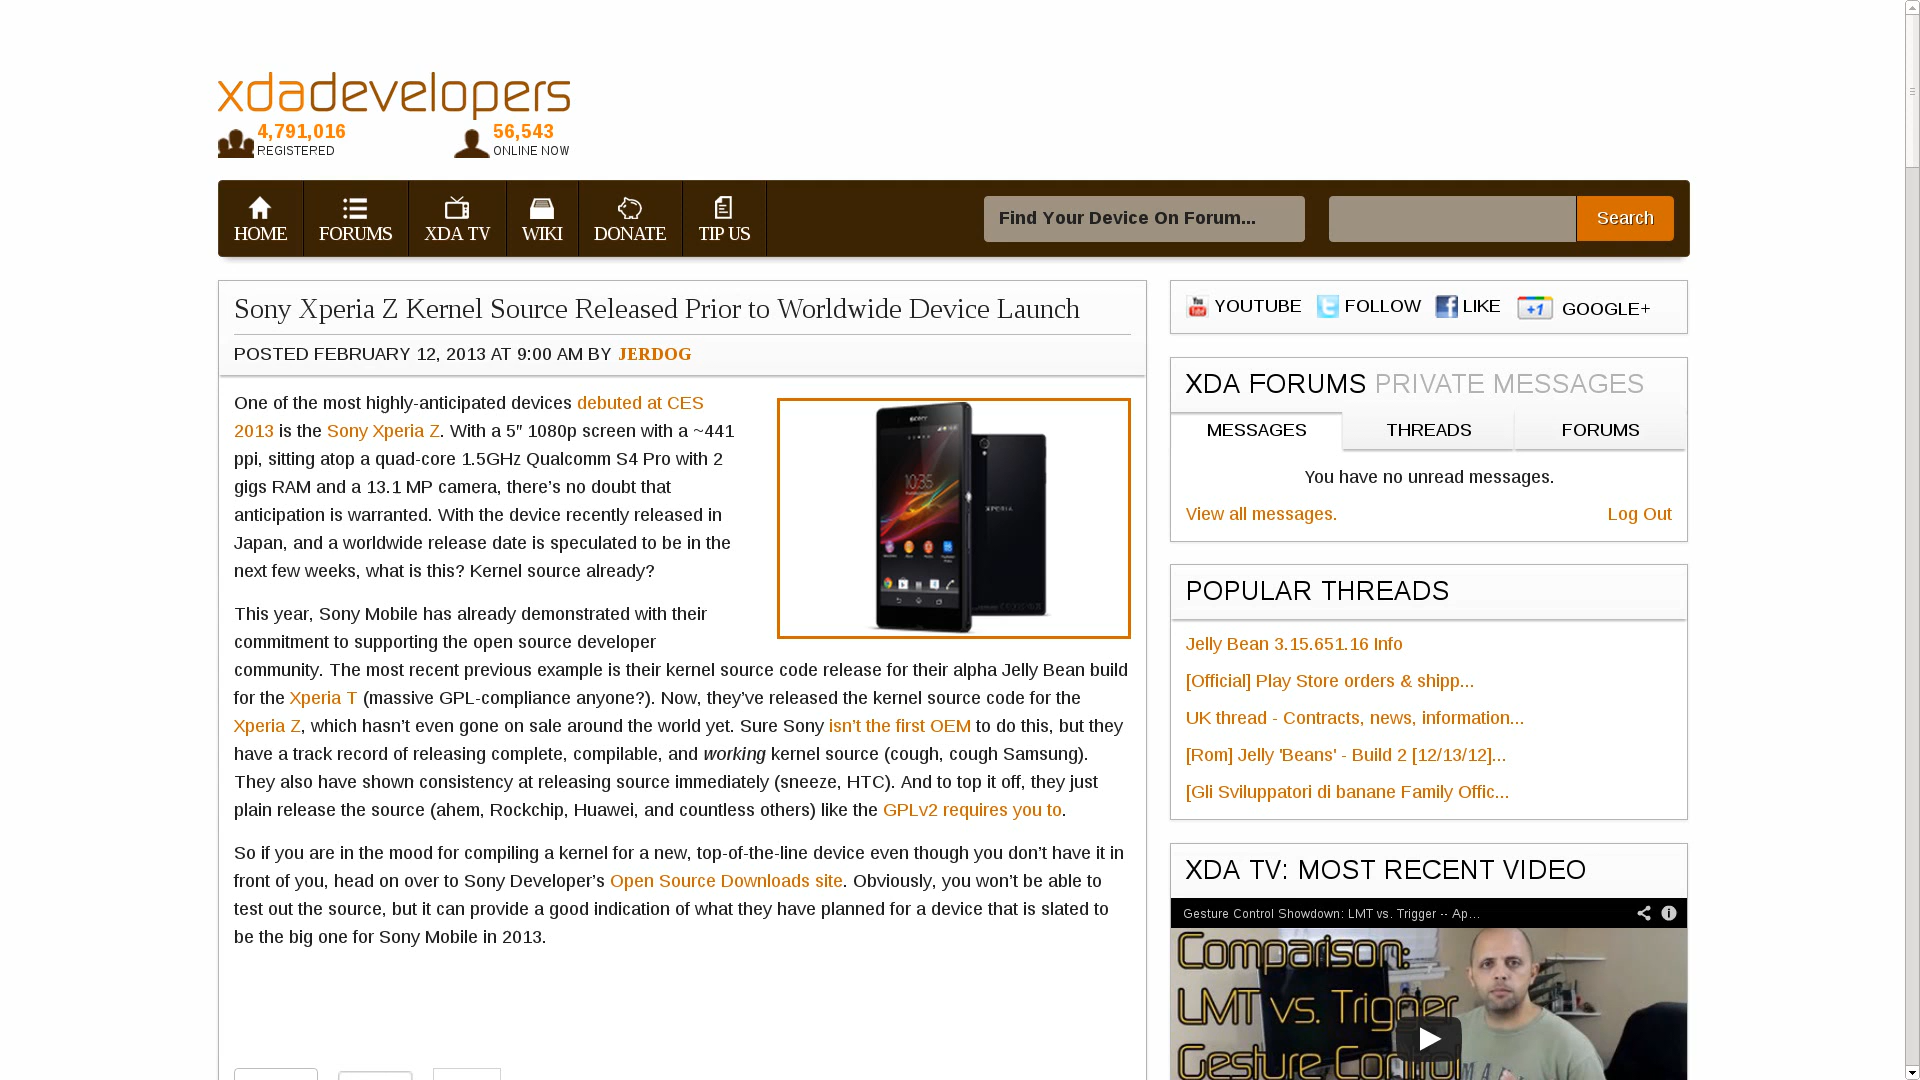 xdadevelopers
4,791,016
REGISTERED
56,543
ONLINE NOW
HOME
FORUMS
XDA TV
WIKI
DONATE
TIP US
Find Your Device On Forum...
Search
Sony Xperia Z Kernel Source Released Prior to Worldwide Device Launch
POSTED FEBRUARY 12, 2013 AT 9:00 AM BY JERDOG
One of the most highly-anticipated devices debuted at CES
2013 is the Sony Xperia Z. With a 5″ 1080p screen with a ~441
ppi, sitting atop a quad-core 1.5GHz Qualcomm S4 Pro with 2
gigs RAM and a 13.1 MP camera, there’s no doubt that
anticipation is warranted. With the device recently released in
Japan, and a worldwide release date is speculated to be in the
next few weeks, what is this? Kernel source already?
SONY
10:35
XPERIA
This year, Sony Mobile has already demonstrated with their
commitment to supporting the open source developer
community. The most recent previous example is their kernel source code release for their alpha Jelly Bean build
for the Xperia T (massive GPL-compliance anyone?). Now, they’ve released the kernel source code for the
Xperia Z, which hasn’t even gone on sale around the world yet. Sure Sony isn’t the first OEM to do this, but they
have a track record of releasing complete, compilable, and working kernel source (cough, cough Samsung).
They also have shown consistency at releasing source immediately (sneeze, HTC). And to top it off, they just
plain release the source (ahem, Rockchip, Huawei, and countless others) like the GPLv2 requires you to.
So if you are in the mood for compiling a kernel for a new, top-of-the-line device even though you don’t have it in
front of you, head on over to Sony Developer’s Open Source Downloads site. Obviously, you won’t be able to
test out the source, but it can provide a good indication of what they have planned for a device that is slated to
be the big one for Sony Mobile in 2013.
You Tube YOUTUBE
t FOLLOW
f LIKE
+1 GOOGLE+
XDA FORUMS PRIVATE MESSAGES
MESSAGES
THREADS
FORUMS
You have no unread messages.
View all messages.
Log Out
POPULAR THREADS
Jelly Bean 3.15.651.16 Info
[Official] Play Store orders & shipp...
UK thread - Contracts, news, information...
[Rom] Jelly 'Beans' - Build 2 [12/13/12]...
[Gli Sviluppatori di banane Family Offic...
XDA TV: MOST RECENT VIDEO
Gesture Control Showdown: LMT vs. Trigger -- Ap...
Comparison:
LMT vs. Trigger
Gesture Control